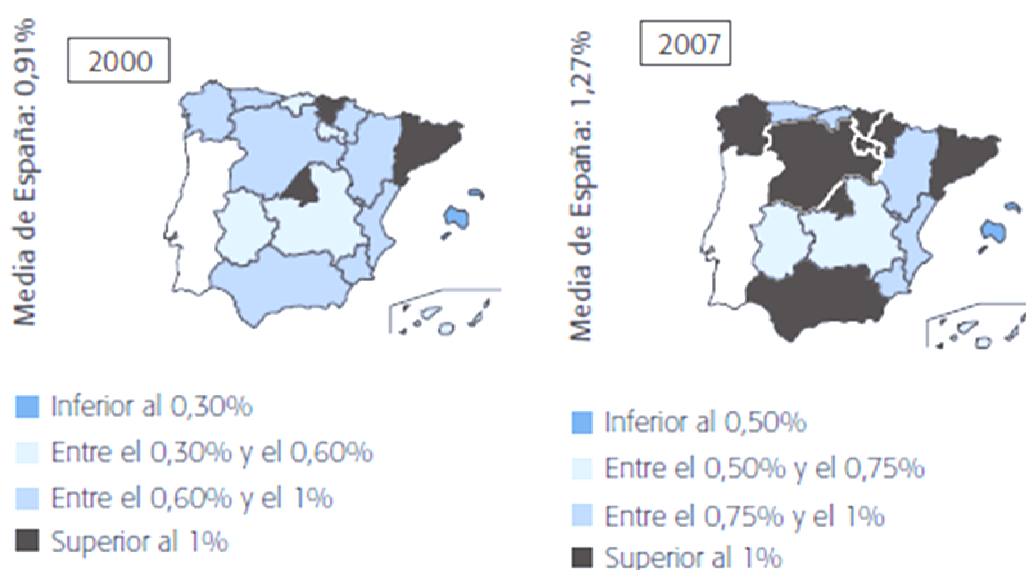 Media de España: 0,91%
2000
Inferior al 0,30%
Entre el 0,30% y el 0,60%
Entre el 0,60% y el 1%
Superior al 1%
Media de España: 1,27%
2007
Inferior al 0,50%
Entre el 0,50% y el 0,75%
Entre el 0,75% y el 1%
Superior al 1%